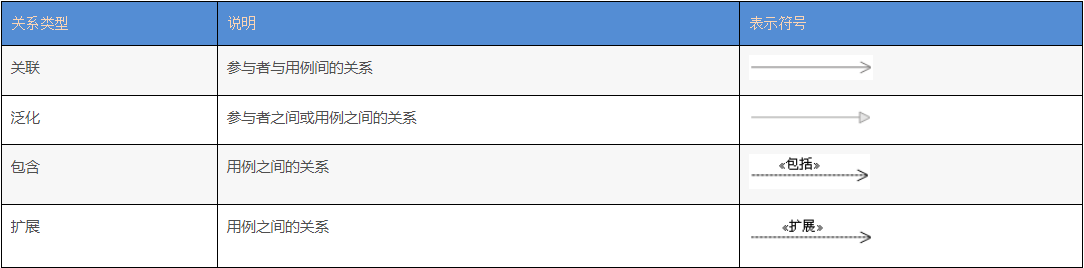 关系类型 说明 表示符号
关联 参与者与用例间的关系
泛化 参与者之间或用例之间的关系
包含 用例之间的关系 «包括»
扩展 用例之间的关系 «扩展»